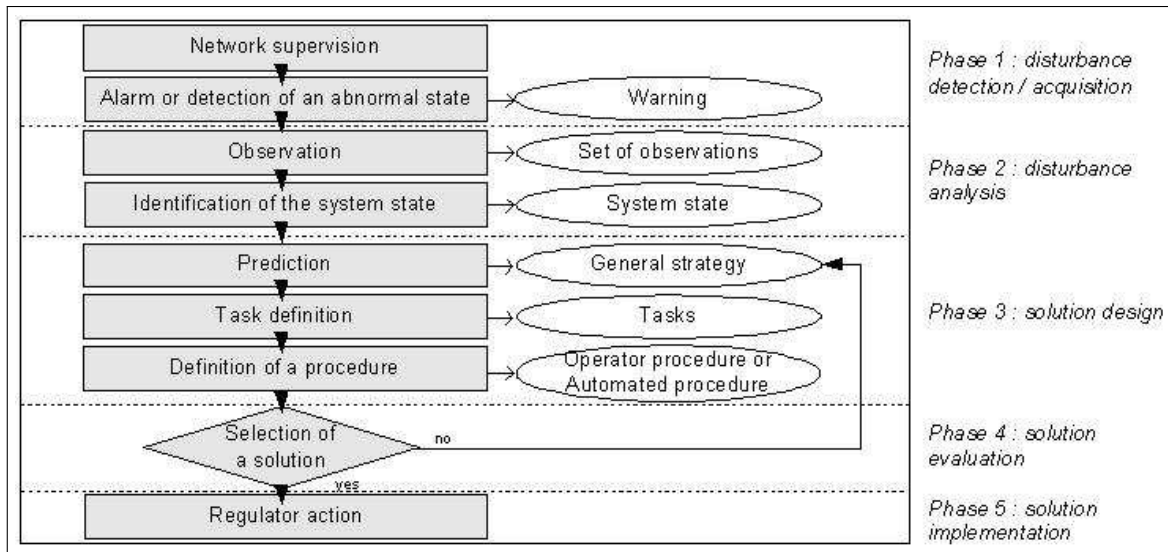 Network supervision
Phase 1 : disturbance
detection / acquisition
Alarm or detection of an abnormal state
Warning
Observation
Set of observations
Phase 2 : disturbance
analysis
Identification of the system state
System state
Prediction
General strategy
Task definition
Tasks
Phase 3 : solution design
Definition of a procedure
Operator procedure or
Automated procedure
Selection of
a solution
no
yes
Phase 4 : solution
evaluation
Regulator action
Phase 5 : solution
implementation